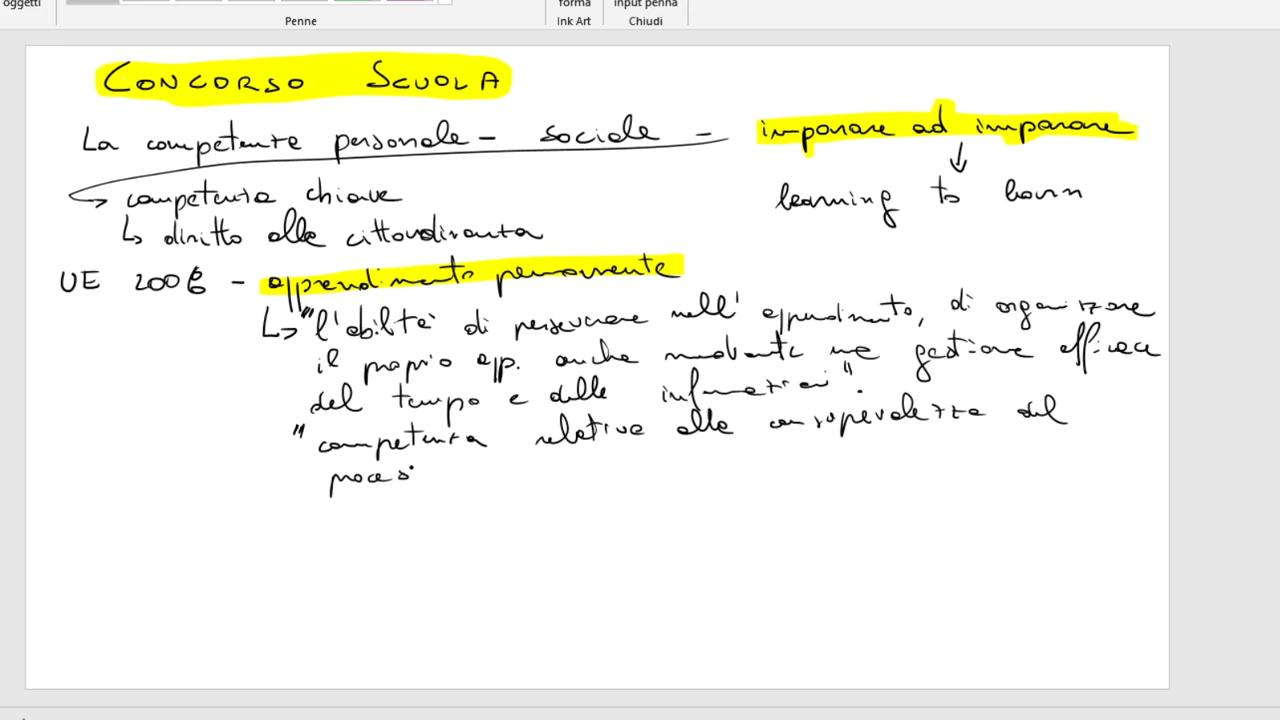 oggetti
Penne
forma
Ink Art
input penna
Chiudi
CONCORSO SCUOLA
La competenza personale - sociale - imparare ad imparare
↳ competenza chiave
learning to learn
↳ diritto alla cittadinanza
UE 2006 - apprendimento permanente
↳ "l'abilità di perseverare nell'apprendimento, di organizzare
il proprio app. anche mediante una gestione efficace
del tempo e delle informazioni".
"competenza relativa alla consapevolezza del
proces